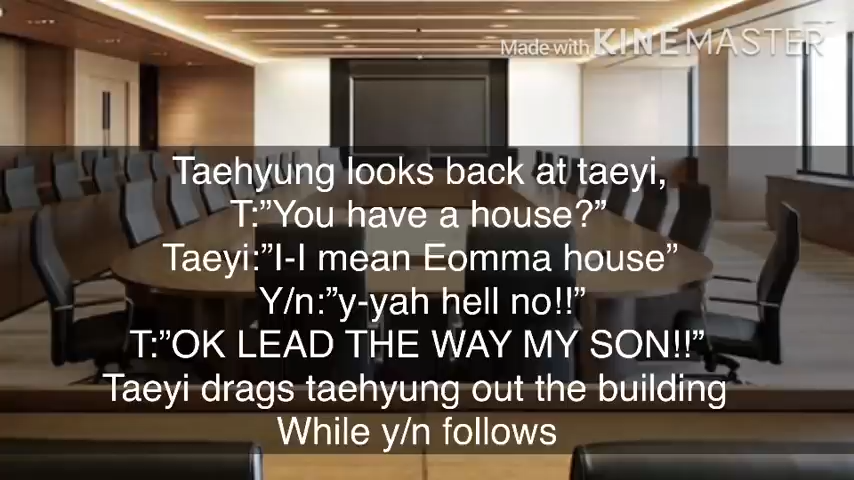 Made with KINEMASTER
Taehyung looks back at taeyi,
T:”You have a house?”
Taeyi:”I-I mean Eomma house”
Y/n:”y-yah hell no!!”
T:”OK LEAD THE WAY MY SON!!”
Taeyi drags taehyung out the building
While y/n follows